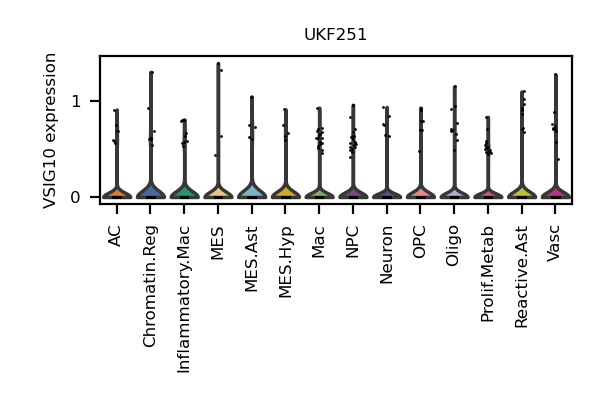 UKF251
VSIG10 expression
1
0
AC
Chromatin.Reg
Inflammatory.Mac
MES
MES.Ast
MES.Hyp
Mac
NPC
Neuron
OPC
Oligo
Prolif.Metab
Reactive.Ast
Vasc